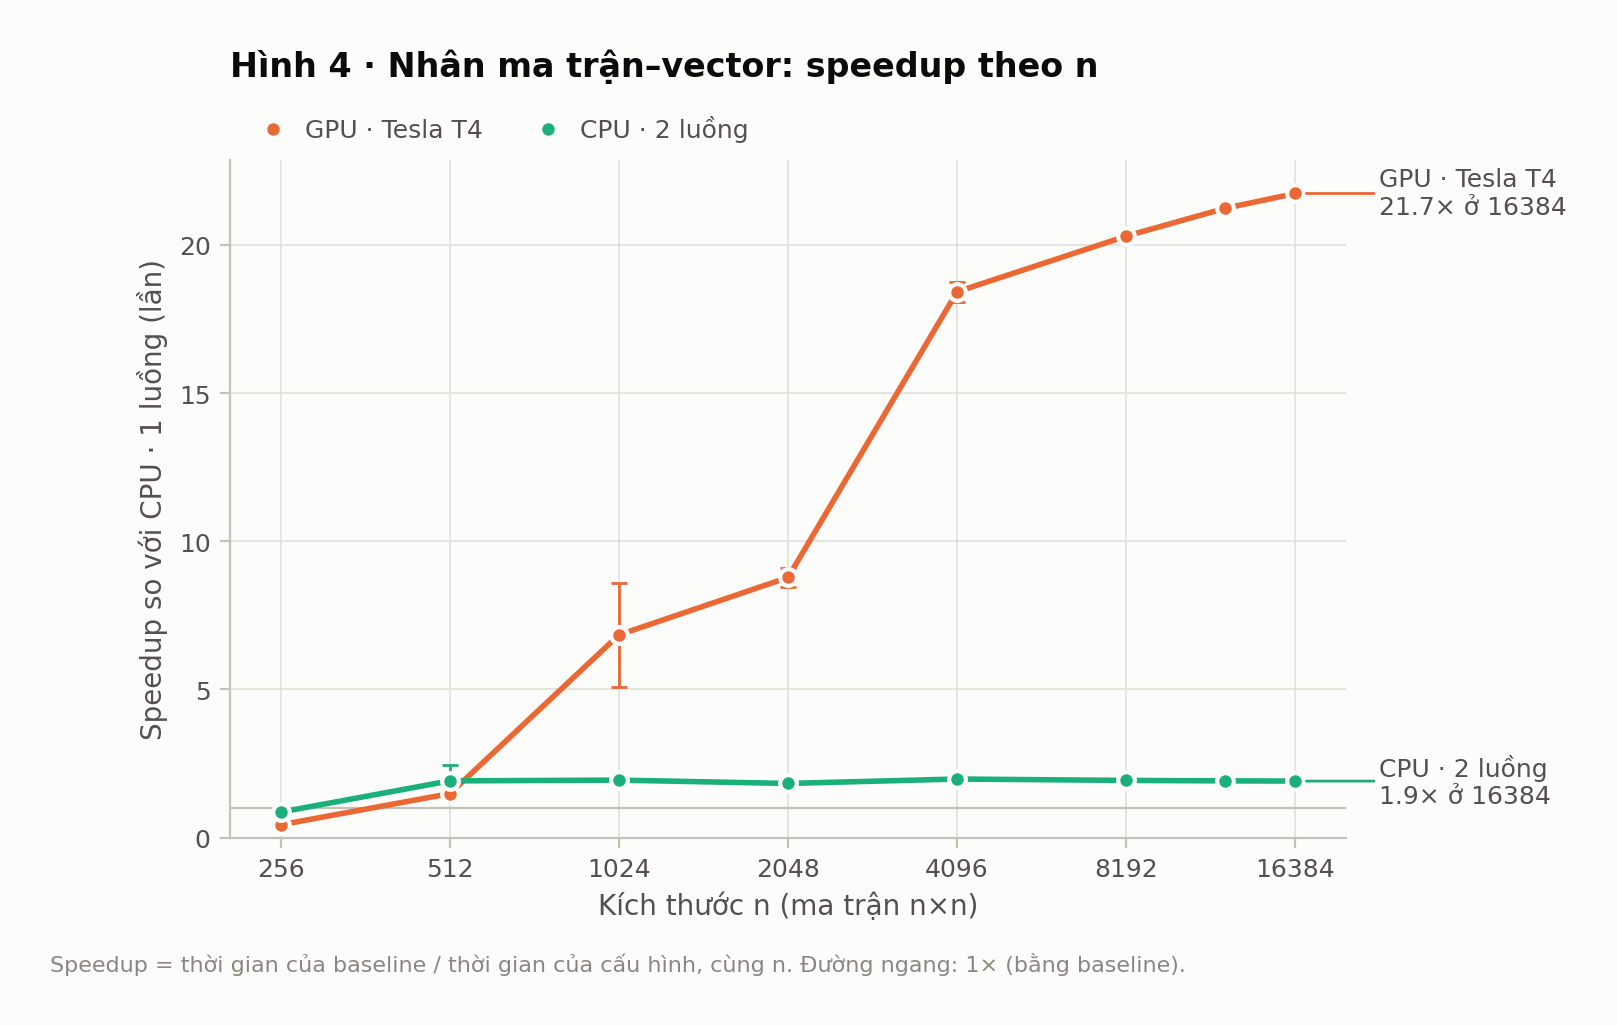 Hình 4 · Nhân ma trận–vector: speedup theo n
GPU · Tesla T4
CPU · 2 luồng
Speedup so với CPU · 1 luồng (lần)
20
15
10
5
0
GPU · Tesla T4
21.7× ở 16384
CPU · 2 luồng
1.9× ở 16384
256
512
1024
2048
4096
8192
16384
Kích thước n (ma trận n×n)
Speedup = thời gian của baseline / thời gian của cấu hình, cùng n. Đường ngang: 1× (bằng baseline).